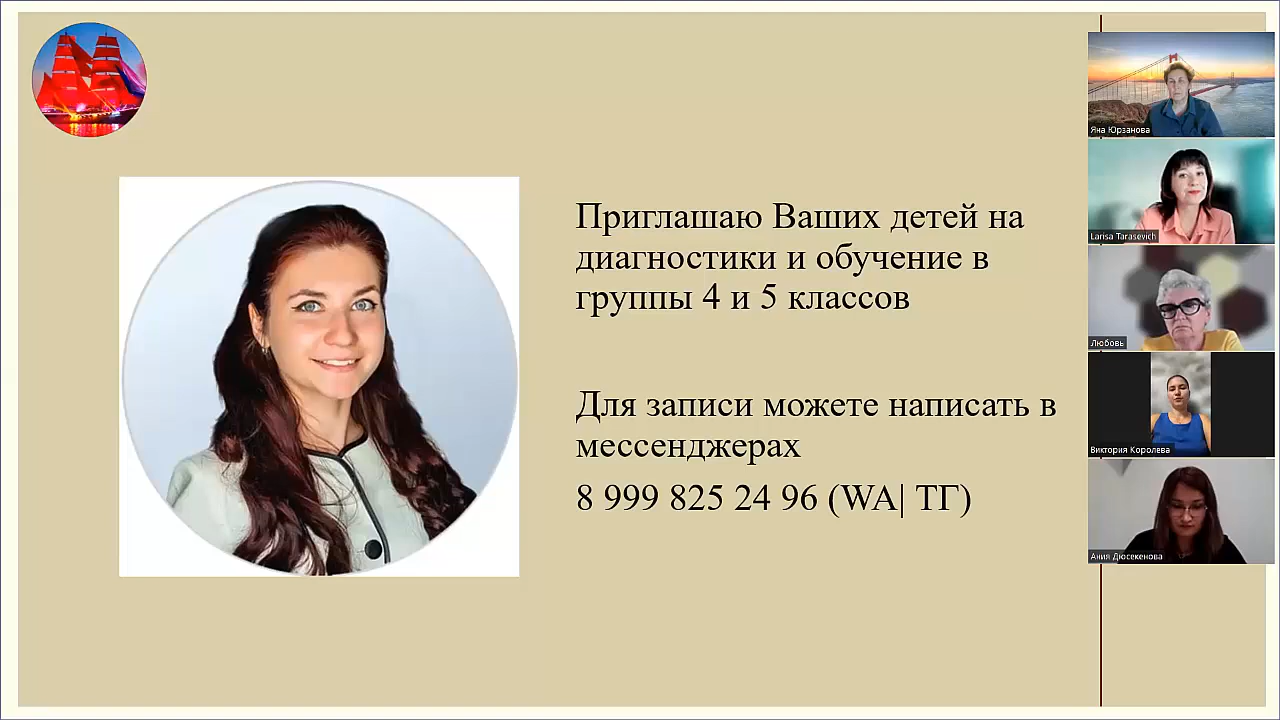 Приглашаю Ваших детей на
диагностики и обучение в
группы 4 и 5 классов
Для записи можете написать в
мессенджерах
8 999 825 24 96 (WA| ТГ)
Яна Юрзанова
Larisa Tarasevich
Любовь
Виктория Королева
Ания Дюсекенова